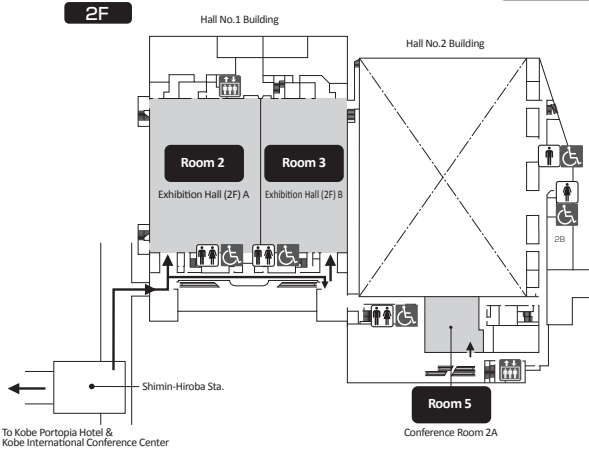 2F
Hall No.1 Building
Hall No.2 Building
Room 2
Room 3
Exhibition Hall (2F) A
Exhibition Hall (2F) B
2B
Shimin-Hiroba Sta.
Room 5
Conference Room 2A
To Kobe Portopia Hotel &
Kobe International Conference Center